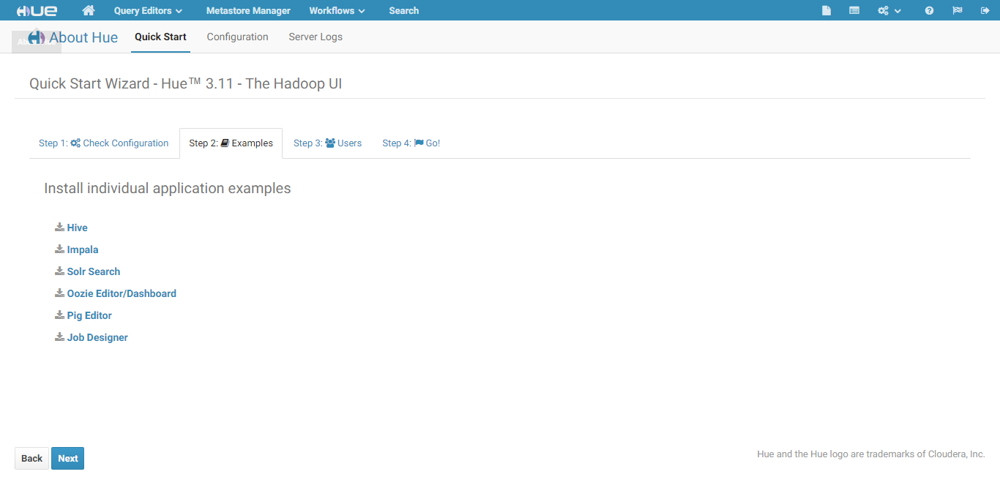 HUE Query Editors Metastore Manager Workflows Search
About Hue Quick Start Configuration Server Logs
Quick Start Wizard - Hue™ 3.11 - The Hadoop UI
Step 1: Check Configuration Step 2: Examples Step 3: Users Step 4: Go!
Install individual application examples
Hive
Impala
Solr Search
Oozie Editor/Dashboard
Pig Editor
Job Designer
Back Next
Hue and the Hue logo are trademarks of Cloudera, Inc.